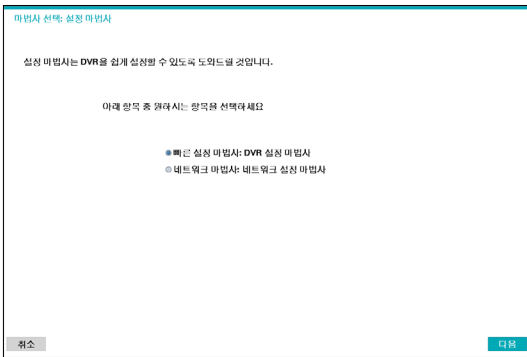 마법사 선택: 설정 마법사
설정 마법사는 DVR을 쉽게 설정할 수 있도록 도와드릴 것입니다.
아래 항목 중 원하시는 항목을 선택하세요
빠른 설정 마법사: DVR 설정 마법사
네트워크 마법사: 네트워크 설정 마법사
취소
다음